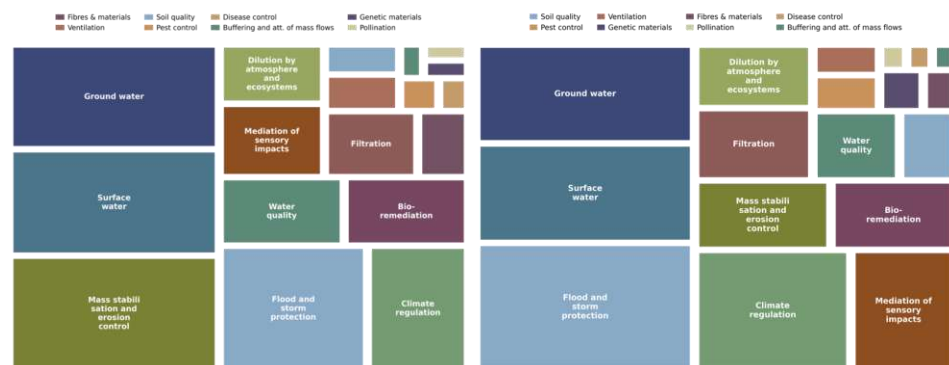 Fibres & materials Soil quality Disease control Genetic materials
Ventilation Pest control Buffering and att. of mass flows Pollination
Ground water
Surface
water
Mass stabili
sation and
erosion
control
Dilution by
atmosphere
and
ecosystems
Mediation of
sensory
impacts
Filtration
Water
quality
Bio-
remediation
Flood and
storm
protection
Climate
regulation
Soil quality Ventilation Fibres & materials Disease control
Pest control Genetic materials Pollination Buffering and att. of mass flows
Ground water
Surface
water
Flood and
storm
protection
Dilution by
atmosphere
and
ecosystems
Filtration
Water
quality
Mass stabili
sation and
erosion
control
Bio-
remediation
Climate
regulation
Mediation of
sensory
impacts